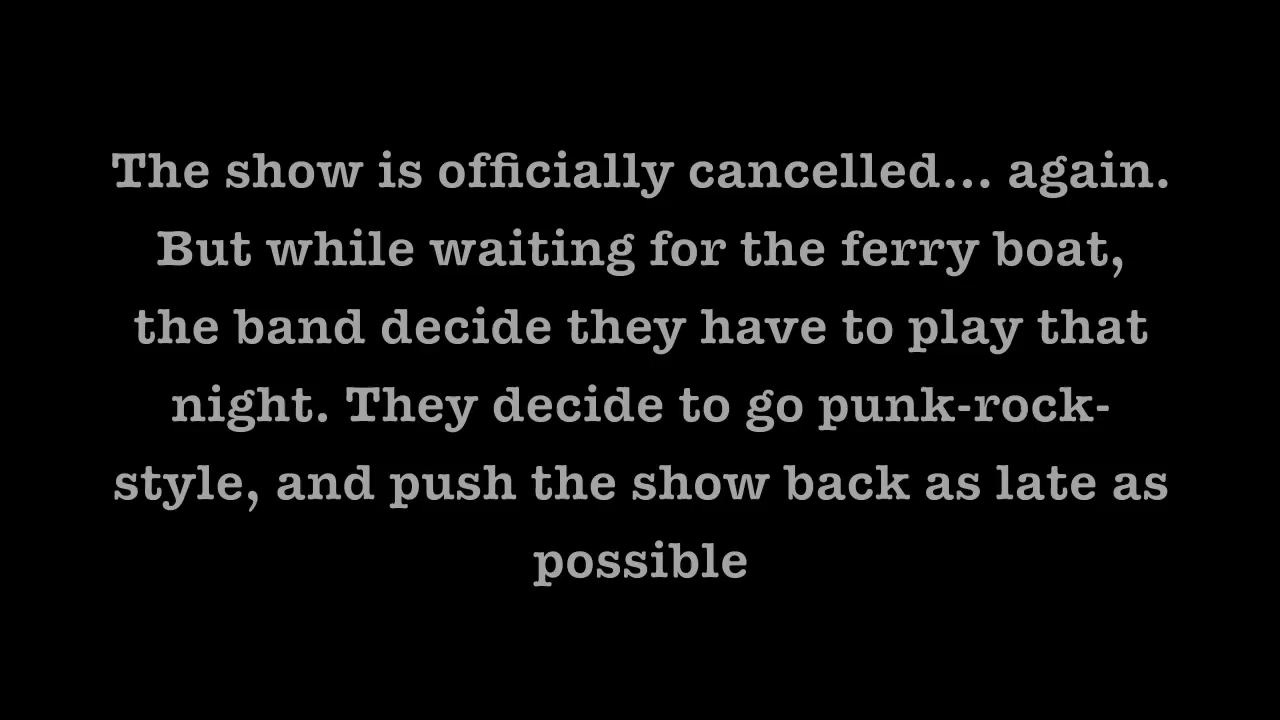 The show is officially cancelled... again.
But while waiting for the ferry boat,
the band decide they have to play that
night. They decide to go punk-rock-
style, and push the show back as late as
possible